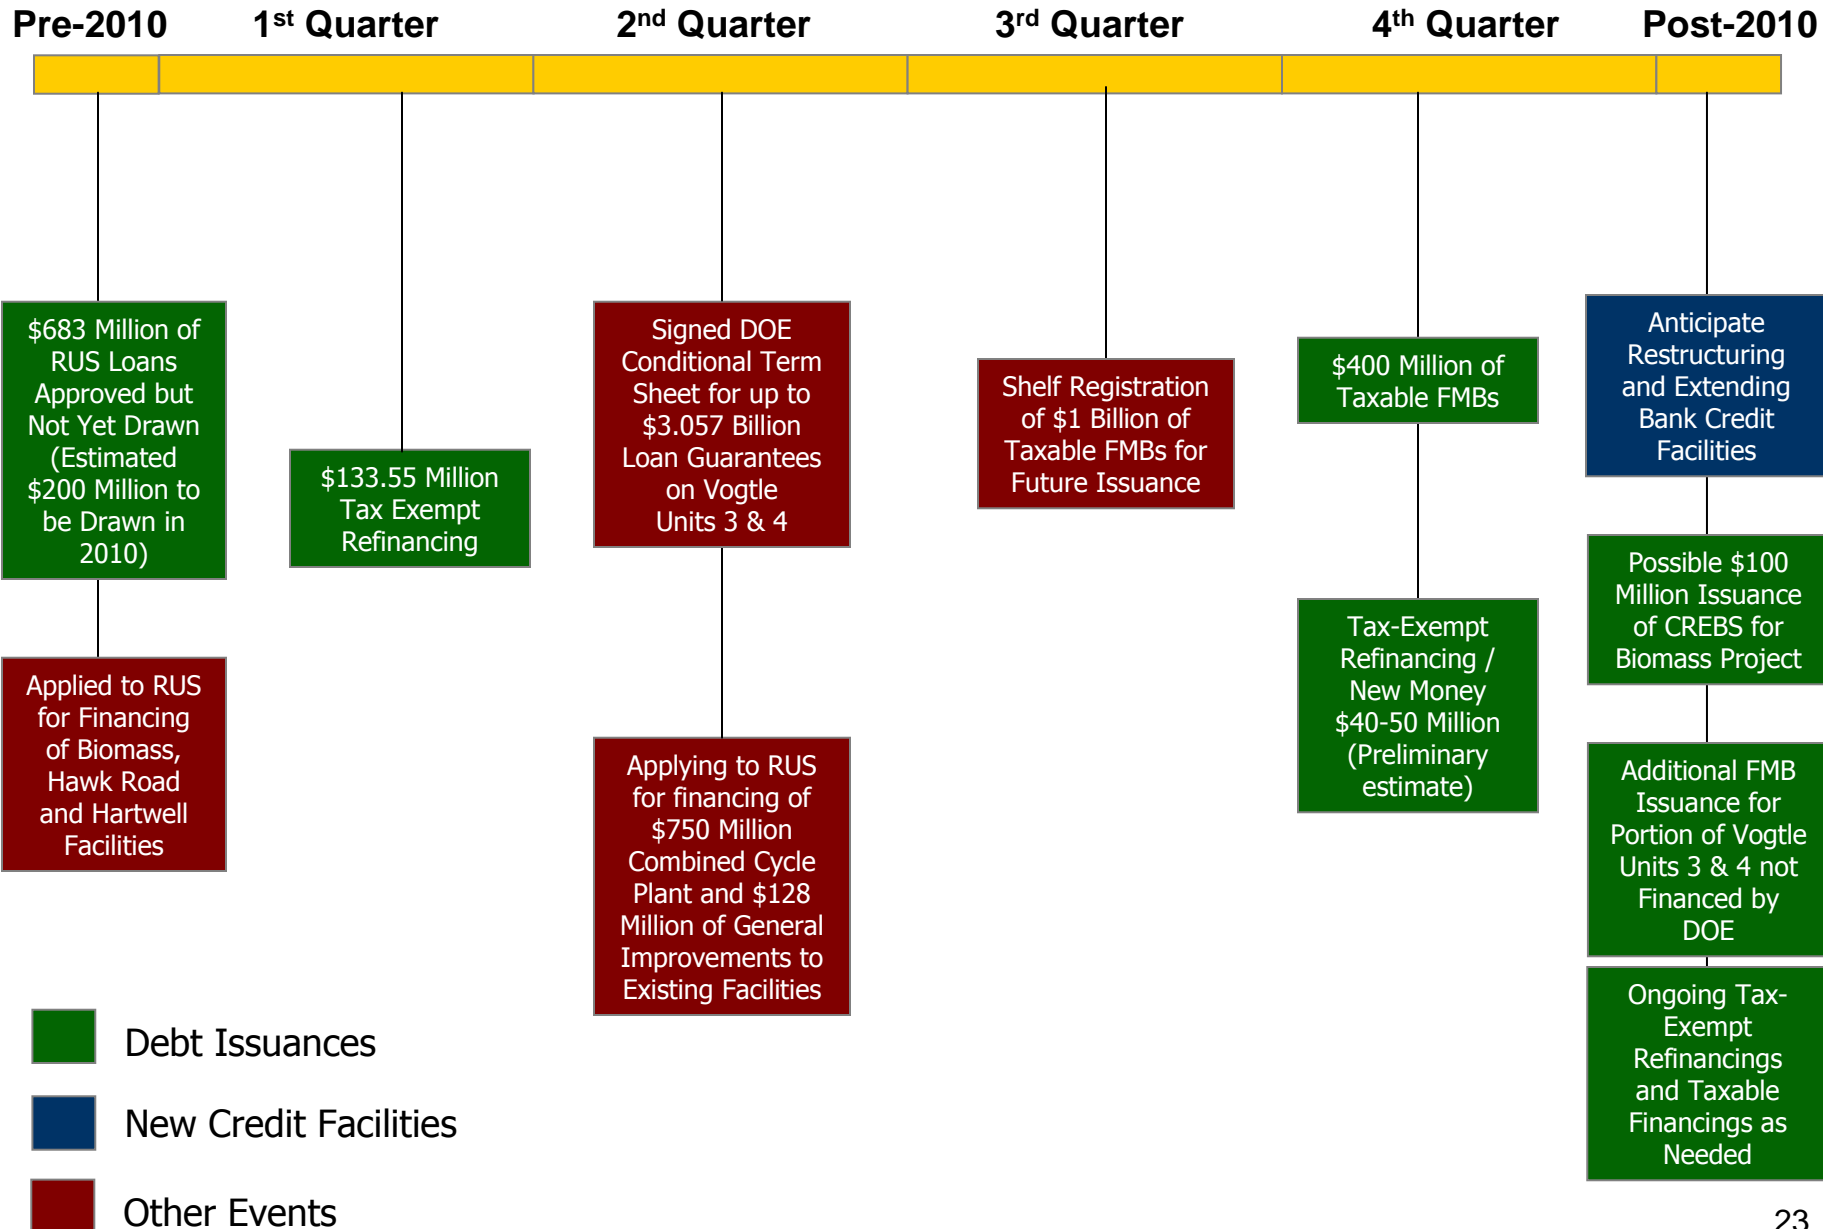 Pre-2010
1st Quarter
2nd Quarter
3rd Quarter
4th Quarter
Post-2010
$683 Million of
RUS Loans
Approved but
Not Yet Drawn
(Estimated
$200 Million to
be Drawn in
2010)
Applied to RUS
for Financing
of Biomass,
Hawk Road
and Hartwell
Facilities
$133.55 Million
Tax Exempt
Refinancing
Signed DOE
Conditional Term
Sheet for up to
$3.057 Billion
Loan Guarantees
on Vogtle
Units 3 & 4
Applying to RUS
for financing of
$750 Million
Combined Cycle
Plant and $128
Million of General
Improvements to
Existing Facilities
Shelf Registration
of $1 Billion of
Taxable FMBs for
Future Issuance
$400 Million of
Taxable FMBs
Tax-Exempt
Refinancing /
New Money
$40-50 Million
(Preliminary
estimate)
Anticipate
Restructuring
and Extending
Bank Credit
Facilities
Possible $100
Million Issuance
of CREBS for
Biomass Project
Additional FMB
Issuance for
Portion of Vogtle
Units 3 & 4 not
Financed by
DOE
Ongoing Tax-
Exempt
Refinancings
and Taxable
Financings as
Needed
Debt Issuances
New Credit Facilities
Other Events
23